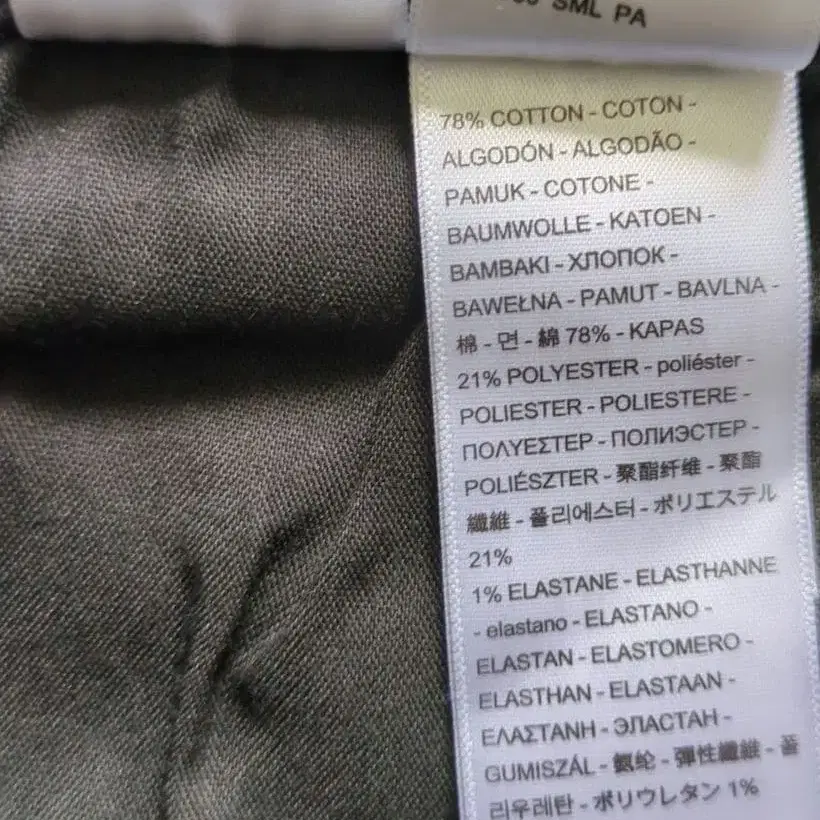 SML PA
78% COTTON - COTON -
ALGODÓN - ALGODÃO -
PAMUK - COTONE -
BAUMWOLLE - KATOEN -
BAMBAKI - ХЛОПОК -
BAWEŁNA - PAMUT - BAVLNA -
棉 - 면 - 綿 78% - KAPAS
21% POLYESTER - poliéster -
POLIESTER - POLIESTERE -
ΠΟΛΥΕΣΤΕΡ - ПОЛИЭСТЕР -
POLIÉSZTER - 聚酯纤维 - 聚酯
纖維 - 폴리에스터 - ポリエステル
21%
1% ELASTANE - ELASTHANNE
- elastano - ELASTANO -
ELASTAN - ELASTOMERO -
ELASTHAN - ELASTAAN -
ΕΛΑΣΤΑΝΗ - ЭЛАСТАН -
GUMISZÁL - 氨纶 - 彈性纖維 - 폴
리우레탄 - ポリウレタン 1%